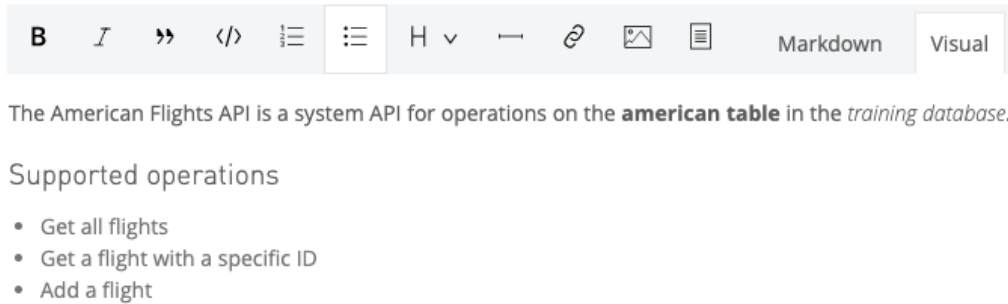 B I ” </> H Markdown Visual
The American Flights API is a system API for operations on the american table in the training database.
Supported operations
• Get all flights
• Get a flight with a specific ID
• Add a flight